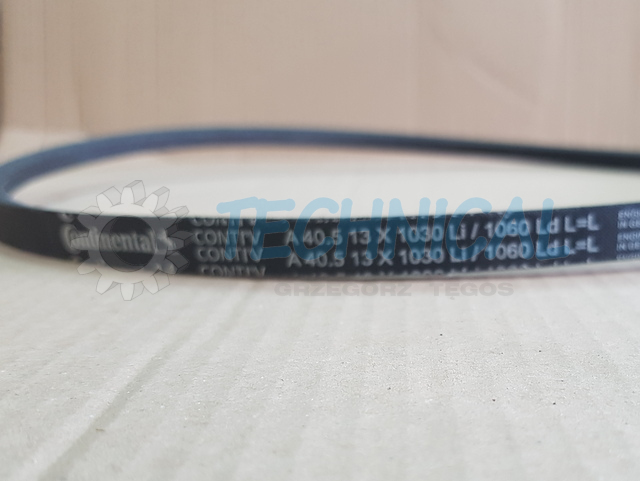 TECHNICAL
Continental
CONTI V A 40.5 13 X 1030 Li / 1060 Ld L=L
CONTI V A 40.5 13 X 1030 Li / 1060 Ld L=L
CONTI V
GRZEGORZ TĘGOS